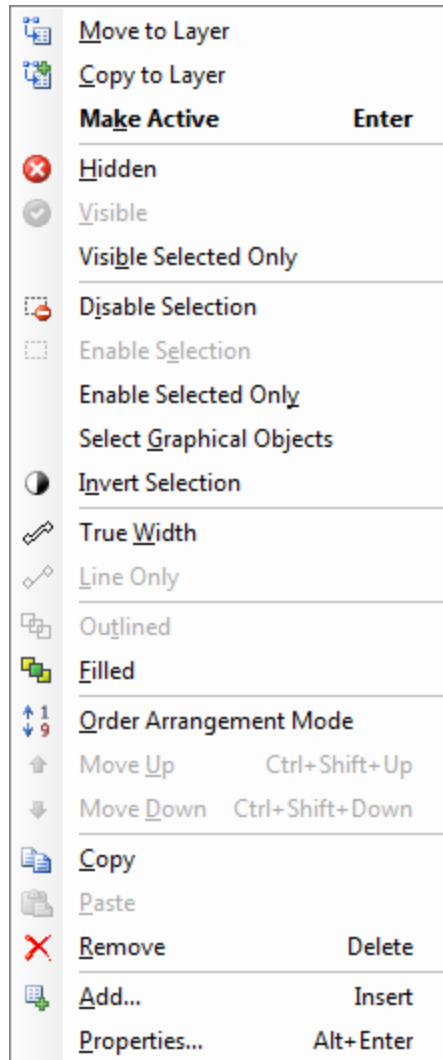 Move to Layer
Copy to Layer
Make Active Enter
Hidden
Visible
Visible Selected Only
Disable Selection
Enable Selection
Enable Selected Only
Select Graphical Objects
Invert Selection
True Width
Line Only
Outlined
Filled
1
9 Order Arrangement Mode
Move Up Ctrl+Shift+Up
Move Down Ctrl+Shift+Down
Copy
Paste
Remove Delete
Add... Insert
Properties... Alt+Enter